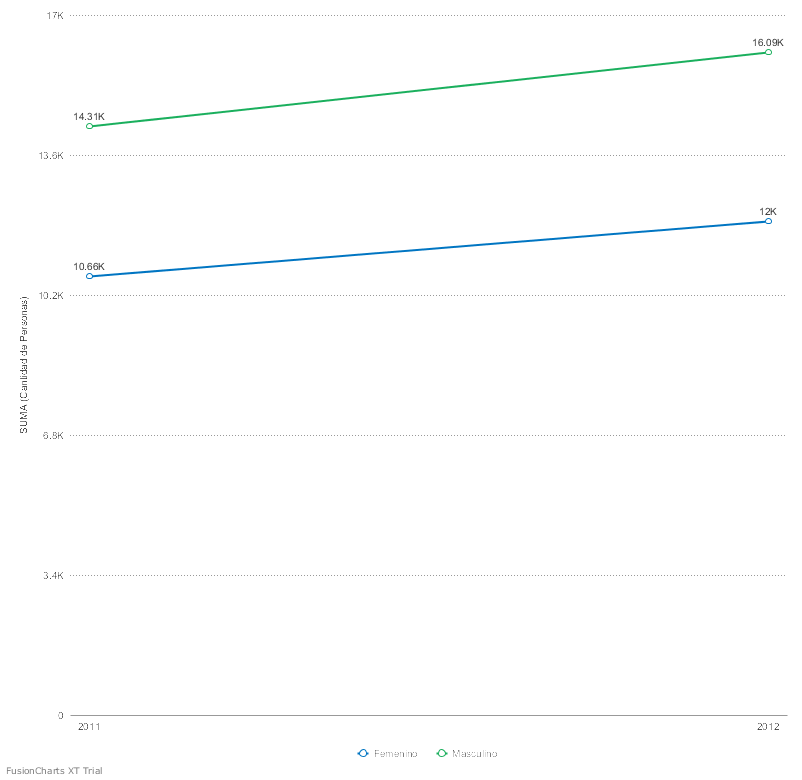 17K
16.09K
14.31K
13.6K
12K
10.66K
10.2K
SUMA (Cantidad de Personas)
6.8K
3.4K
0
2011 2012
Femenino Masculino
FusionCharts XT Trial